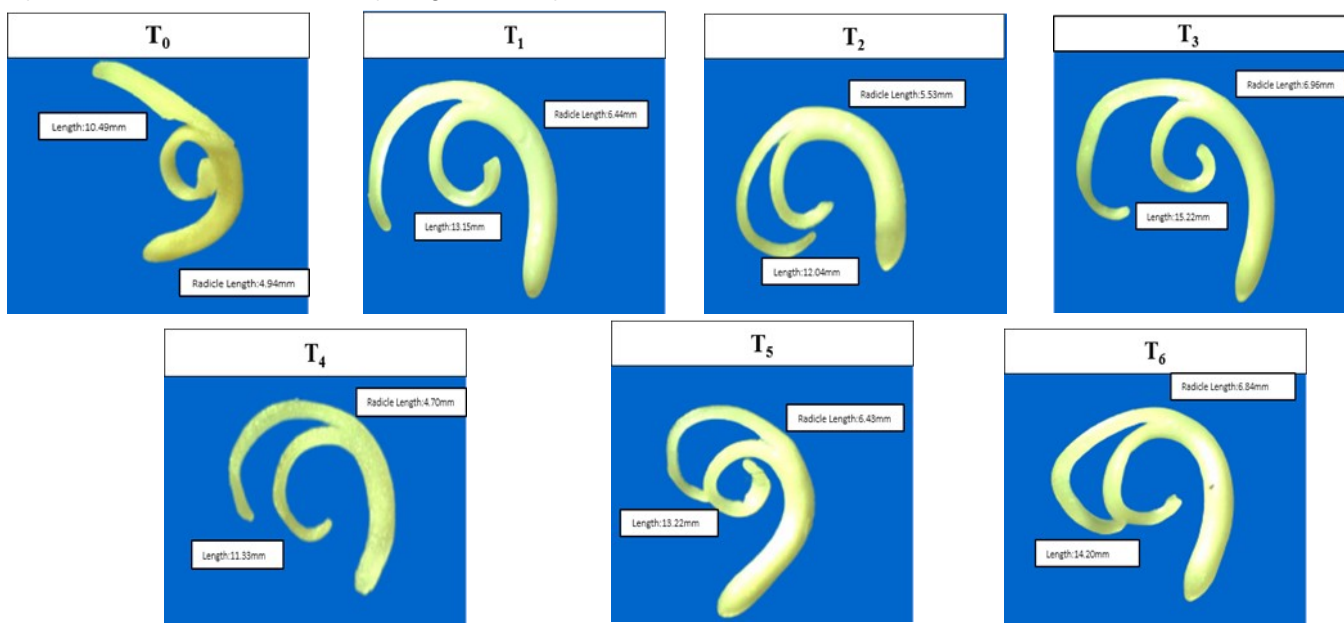 T₀
Length:10.49mm
Radicle Length:4.94mm
T₁
Radicle Length:6.44mm
Length:13.15mm
T₂
Radicle Length:5.53mm
Length:12.04mm
T₃
Radicle Length:6.96mm
Length:15.22mm
T₄
Radicle Length:4.70mm
Length:11.33mm
T₅
Radicle Length:6.43mm
Length:13.22mm
T₆
Radicle Length:6.84mm
Length:14.20mm